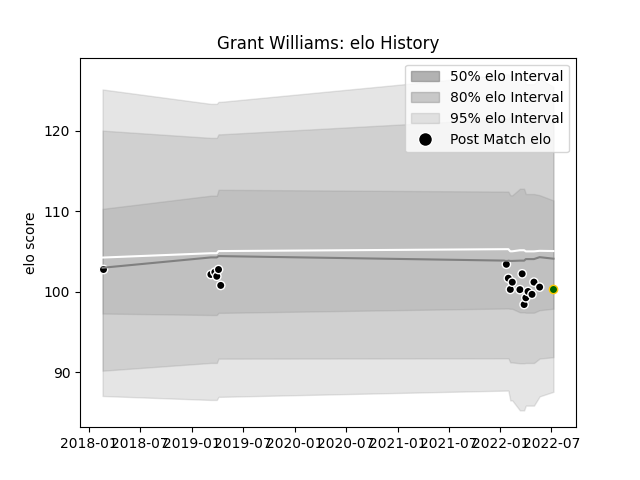 Grant Williams: elo History
50% elo Interval
80% elo Interval
95% elo Interval
Post Match elo
elo score
120
110
100
90
2018-01 2018-07 2019-01 2019-07 2020-01 2020-07 2021-01 2021-07 2022-01 2022-07